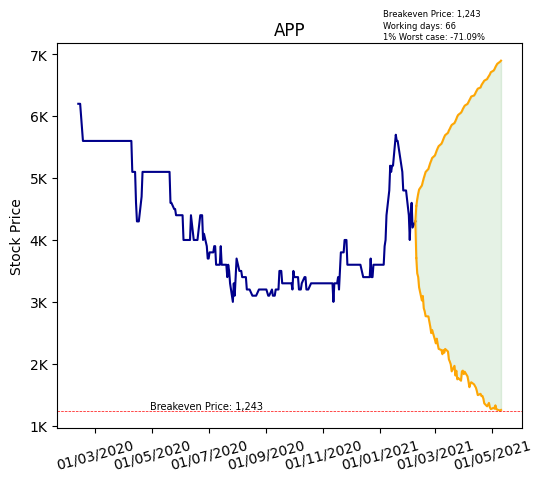 Breakeven Price: 1,243
Working days: 66
1% Worst case: -71.09%
APP
7K
6K
5K
4K
3K
2K
1K
Stock Price
Breakeven Price: 1,243
01/03/2020
01/05/2020
01/07/2020
01/09/2020
01/11/2020
01/01/2021
01/03/2021
01/05/2021